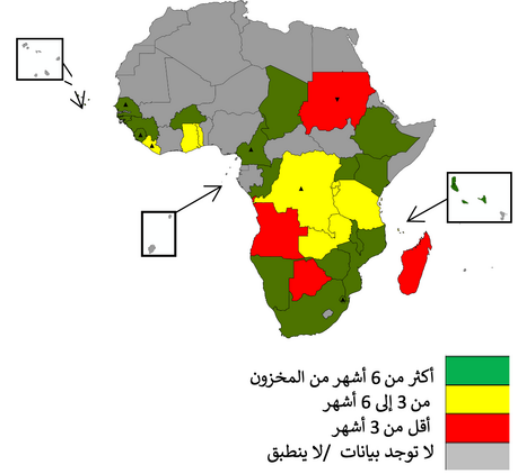 أكثر من 6 أشهر من المخزون
من 3 إلى 6 أشهر
أقل من 3 أشهر
لا توجد بيانات /لا ينطبق